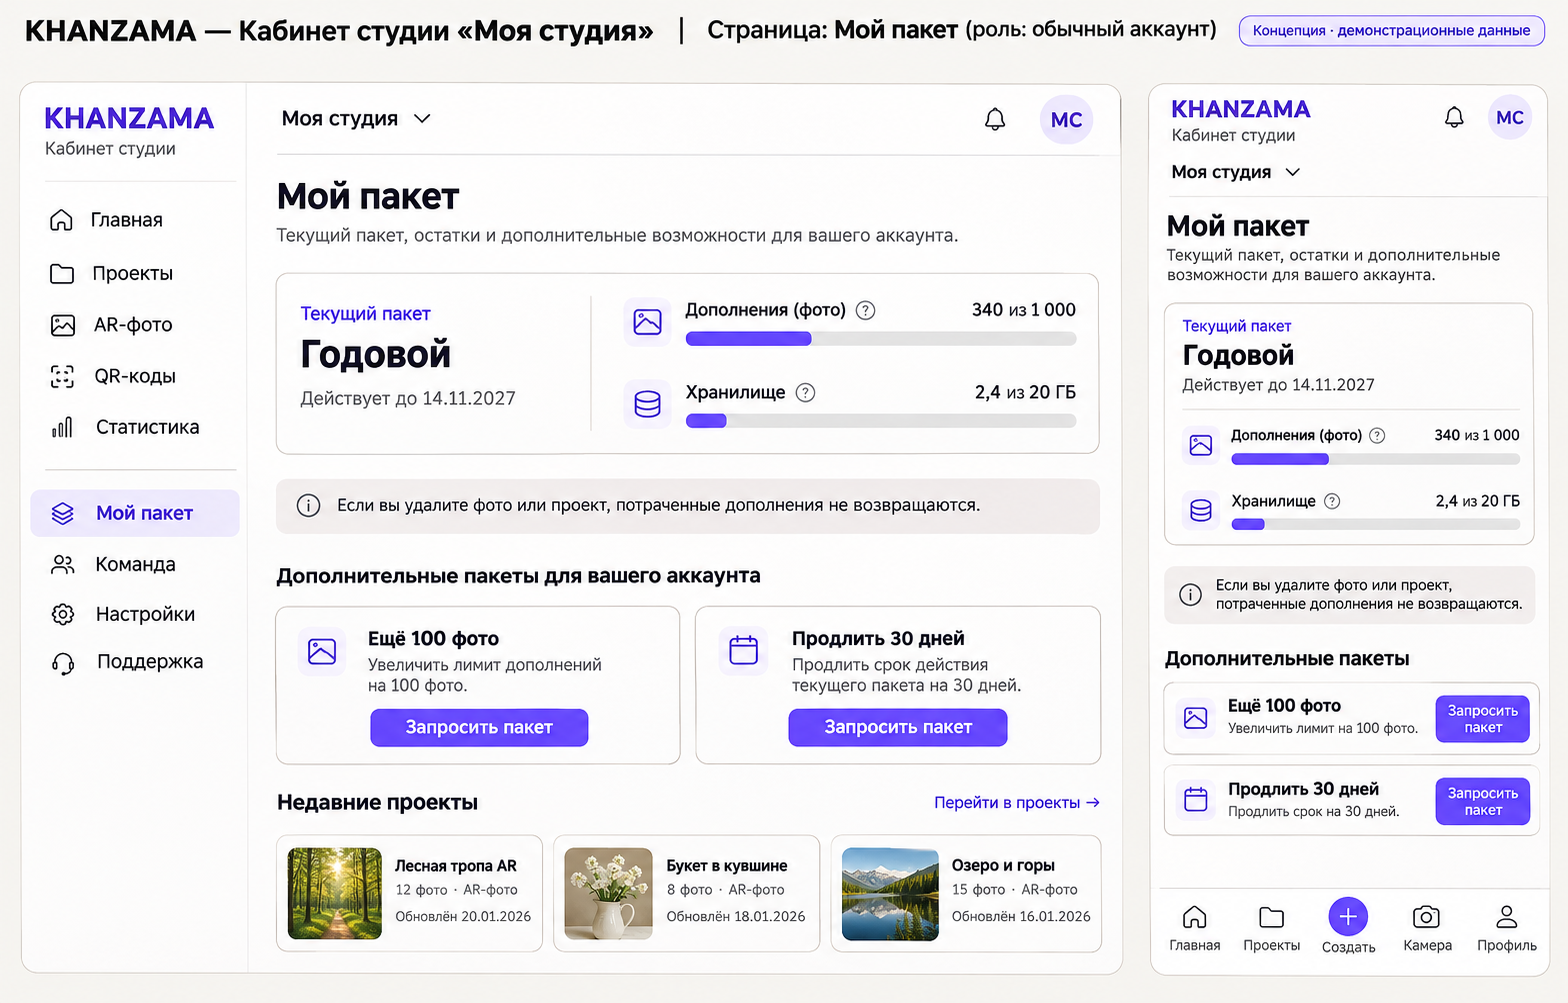 KHANZAMA — Кабинет студии «Моя студия» | Страница: Мой пакет (роль: обычный аккаунт)
Концепция · демонстрационные данные
KHANZAMA
Кабинет студии
Главная
Проекты
AR-фото
QR-коды
Статистика
Мой пакет
Команда
Настройки
Поддержка
Моя студия
МС
Мой пакет
Текущий пакет, остатки и дополнительные возможности для вашего аккаунта.
Текущий пакет
Годовой
Действует до 14.11.2027
Дополнения (фото) ? 340 из 1 000
Хранилище ? 2,4 из 20 ГБ
Если вы удалите фото или проект, потраченные дополнения не возвращаются.
Дополнительные пакеты для вашего аккаунта
Ещё 100 фото
Увеличить лимит дополнений
на 100 фото.
Запросить пакет
Продлить 30 дней
Продлить срок действия
текущего пакета на 30 дней.
Запросить пакет
Недавние проекты
Перейти в проекты →
Лесная тропа AR
12 фото · AR-фото
Обновлён 20.01.2026
Букет в кувшине
8 фото · AR-фото
Обновлён 18.01.2026
Озеро и горы
15 фото · AR-фото
Обновлён 16.01.2026
KHANZAMA
Кабинет студии
МС
Моя студия
Мой пакет
Текущий пакет, остатки и дополнительные
возможности для вашего аккаунта.
Текущий пакет
Годовой
Действует до 14.11.2027
Дополнения (фото) ? 340 из 1 000
Хранилище ? 2,4 из 20 ГБ
Если вы удалите фото или проект,
потраченные дополнения не возвращаются.
Дополнительные пакеты
Ещё 100 фото
Увеличить лимит на 100 фото.
Запросить
пакет
Продлить 30 дней
Продлить срок на 30 дней.
Запросить
пакет
Главная
Проекты
Создать
Камера
Профиль